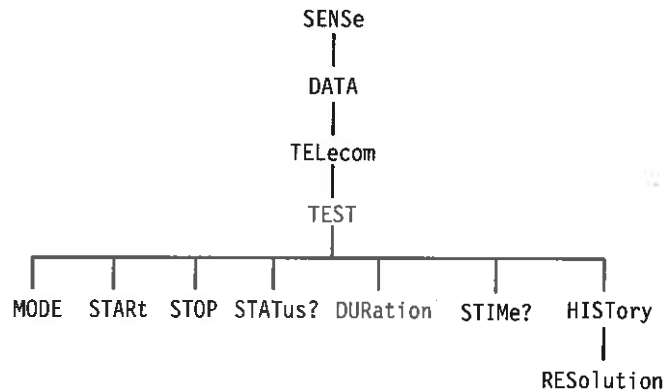 SENSe
DATA
TELecom
TEST
MODE STARt STOP STATus? DURation STIMe? HISTory
RESolution